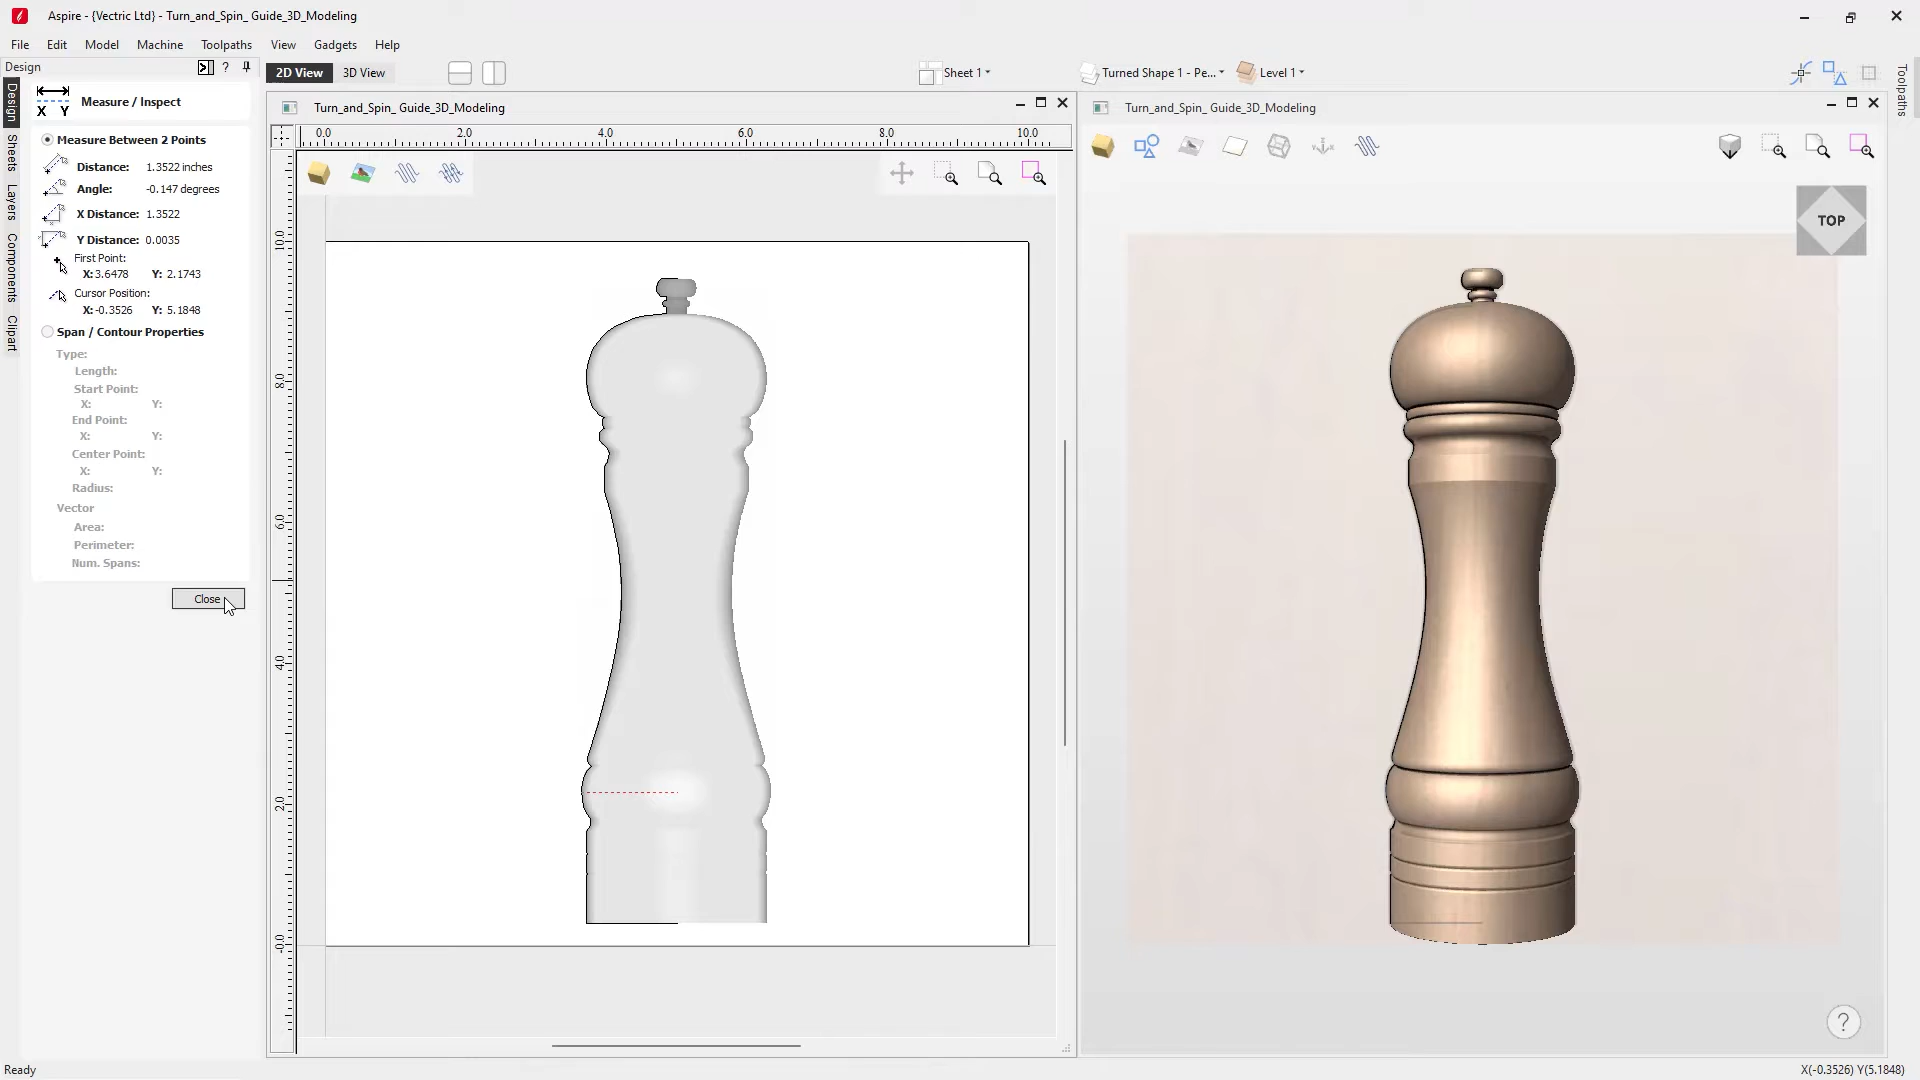 Aspire - {Vectric Ltd} - Turn_and_Spin_ Guide_3D_Modeling
File Edit Model Machine Toolpaths View Gadgets Help
Design ?
2D View 3D View Sheet 1 Turned Shape 1 - Pe... Level 1
Toolpaths
Design
Sheets
Layers
Components
Clipart
X Y Measure / Inspect
Measure Between 2 Points
Distance: 1.3522 inches
Angle: -0.147 degrees
X Distance: 1.3522
Y Distance: 0.0035
First Point:
X: 3.6478 Y: 2.1743
Cursor Position:
X: -0.3526 Y: 5.1848
Span / Contour Properties
Type:
Length:
Start Point:
X: Y:
End Point:
X: Y:
Center Point:
X: Y:
Radius:
Vector
Area:
Perimeter:
Num. Spans:
Close
Turn_and_Spin_ Guide_3D_Modeling
0.0 2.0 4.0 6.0 8.0 10.0
10.0
8.0
6.0
4.0
2.0
-0.0
Turn_and_Spin_ Guide_3D_Modeling
TOP
?
Ready
X(-0.3526) Y(5.1848)